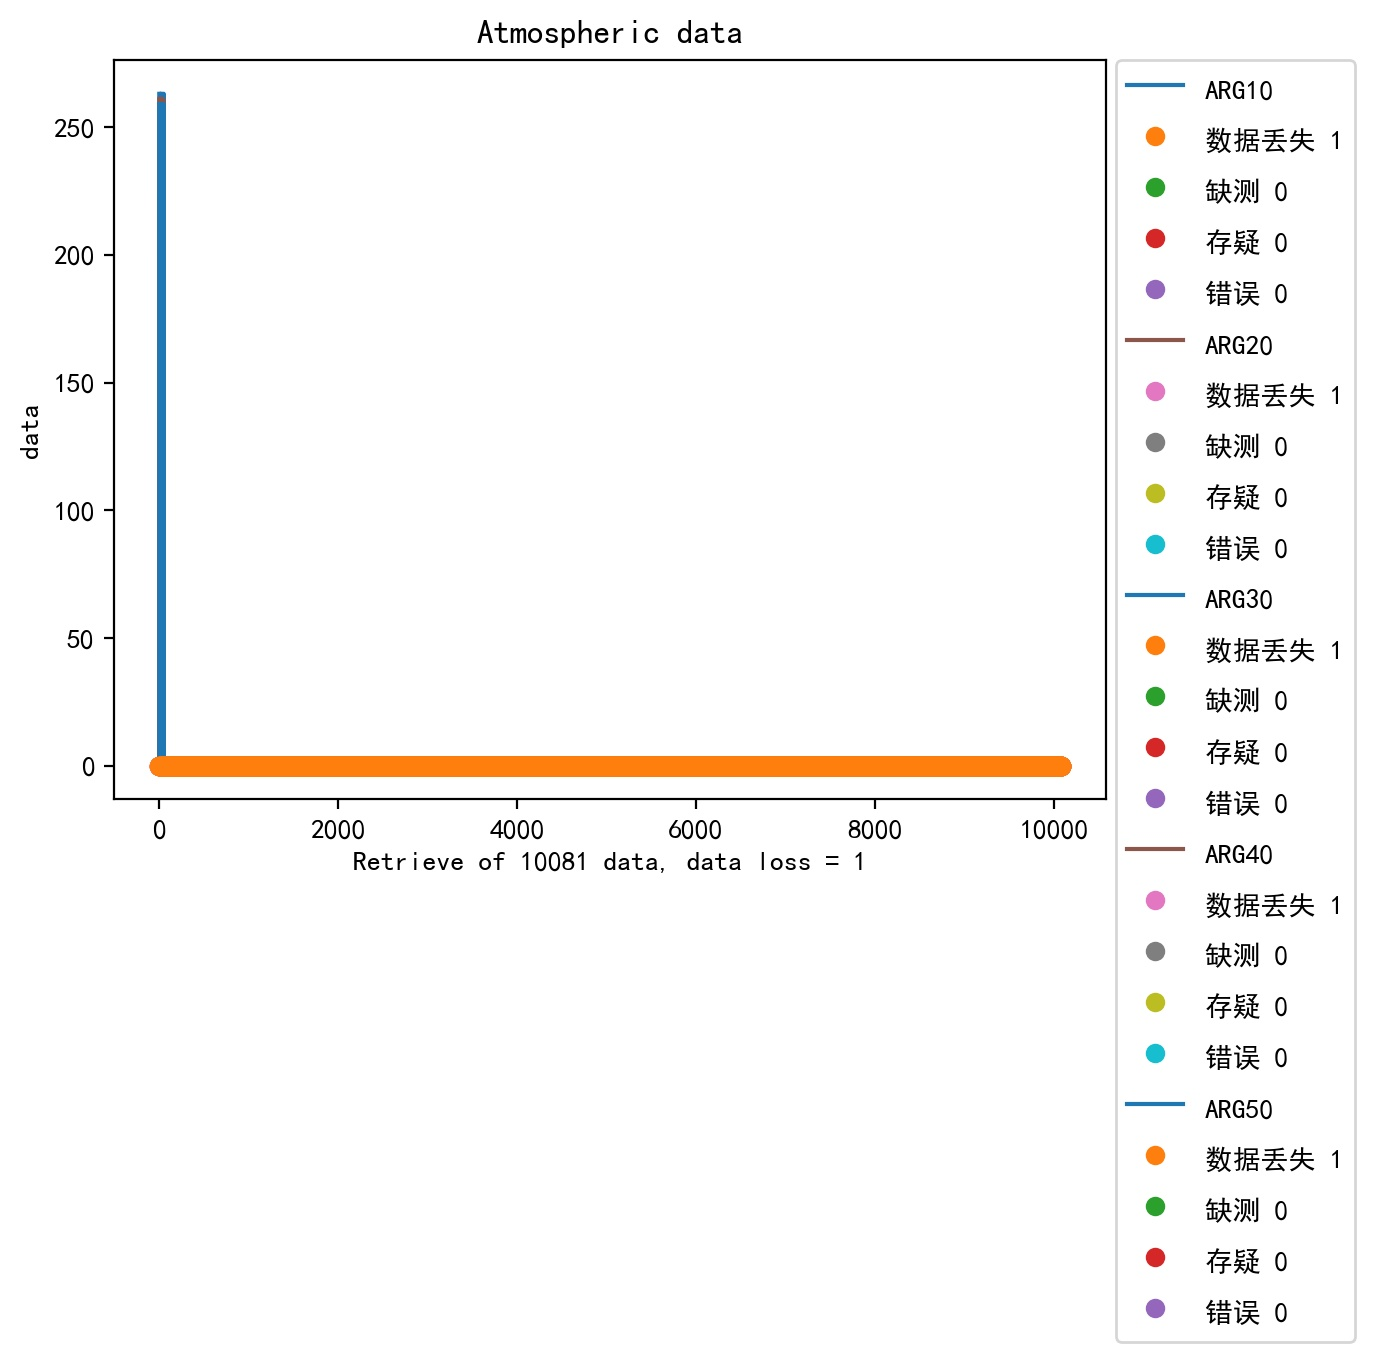 Atmospheric data
data
250
200
150
100
50
0
0 2000 4000 6000 8000 10000
Retrieve of 10081 data, data loss = 1
ARG10
数据丢失 1
缺测 0
存疑 0
错误 0
ARG20
数据丢失 1
缺测 0
存疑 0
错误 0
ARG30
数据丢失 1
缺测 0
存疑 0
错误 0
ARG40
数据丢失 1
缺测 0
存疑 0
错误 0
ARG50
数据丢失 1
缺测 0
存疑 0
错误 0